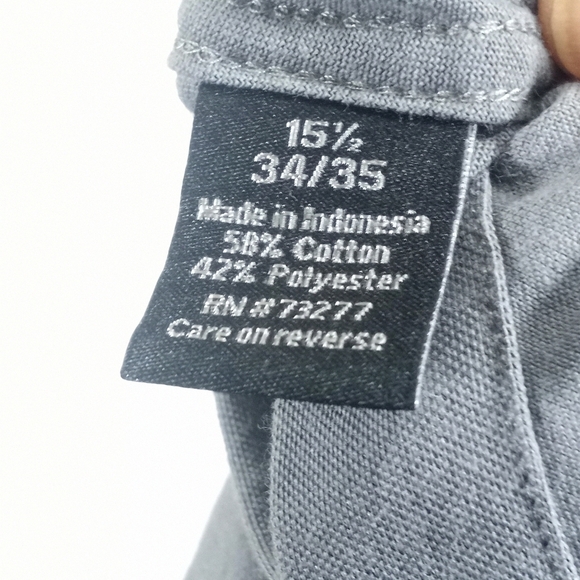 15½
34/35
Made in Indonesia
58% Cotton
42% Polyester
RN#73277
Care on reverse